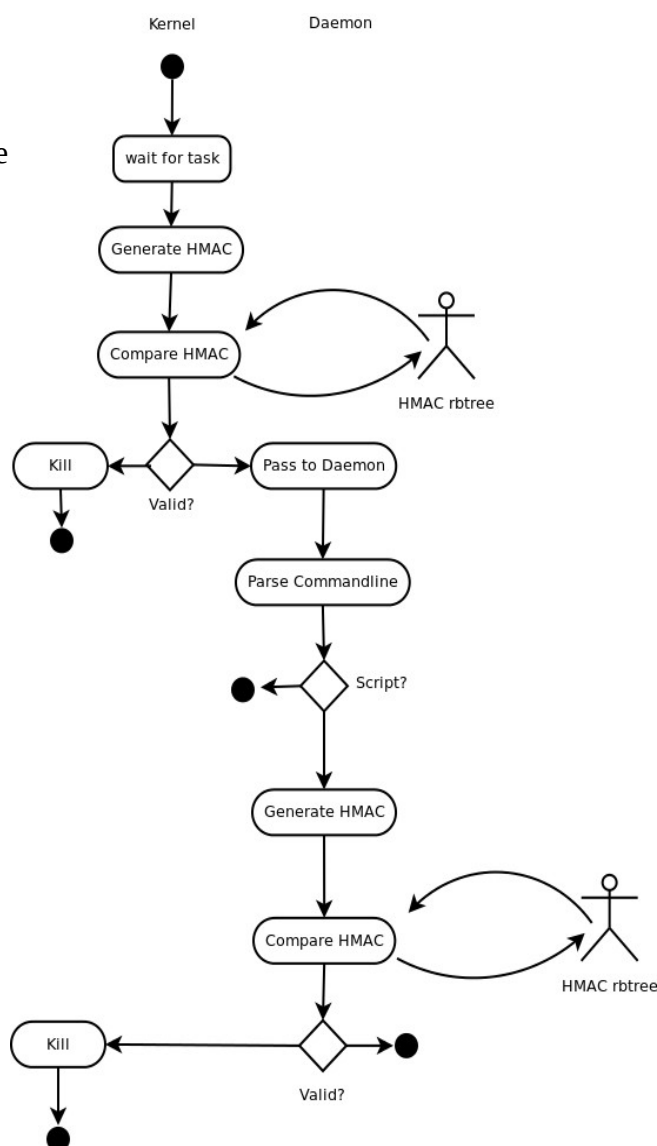 Kernel
Daemon
e
wait for task
Generate HMAC
Compare HMAC
HMAC rbtree
Kill
Pass to Daemon
Valid?
Parse Commandline
Script?
Generate HMAC
Compare HMAC
HMAC rbtree
Kill
Valid?